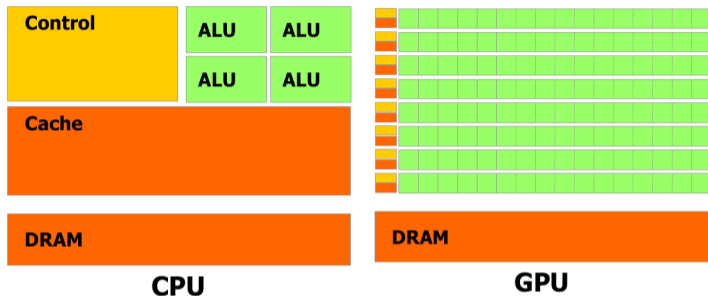 Control
ALU
ALU
ALU
ALU
Cache
DRAM
CPU
DRAM
GPU